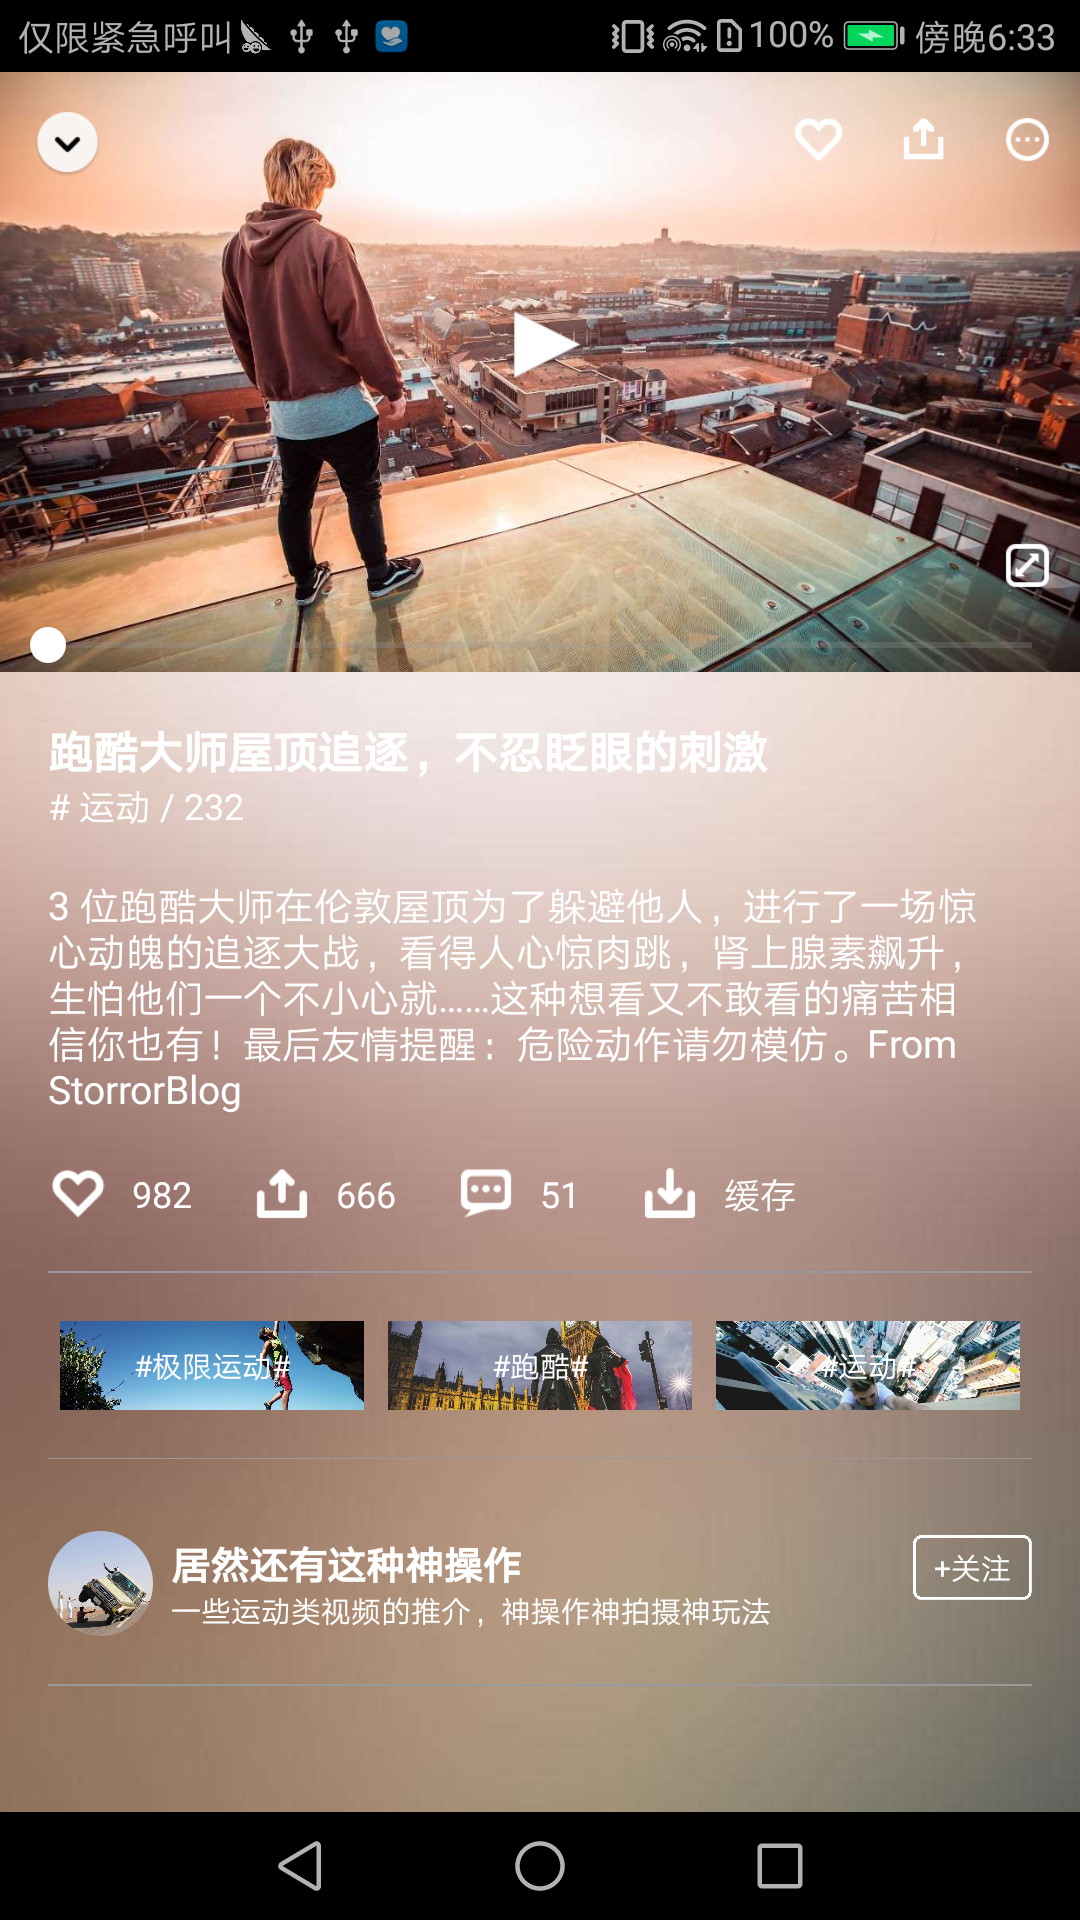 仅限紧急呼叫
100%
傍晚6:33
跑酷大师屋顶追逐，不忍眨眼的刺激
# 运动 / 232
3 位跑酷大师在伦敦屋顶为了躲避他人，进行了一场惊
心动魄的追逐大战，看得人心惊肉跳，肾上腺素飙升，
生怕他们一个不小心就……这种想看又不敢看的痛苦相
信你也有！最后友情提醒：危险动作请勿模仿。From
StorrorBlog
982
666
51
缓存
#极限运动#
#跑酷#
#运动#
居然还有这种神操作
+关注
一些运动类视频的推介，神操作神拍摄神玩法